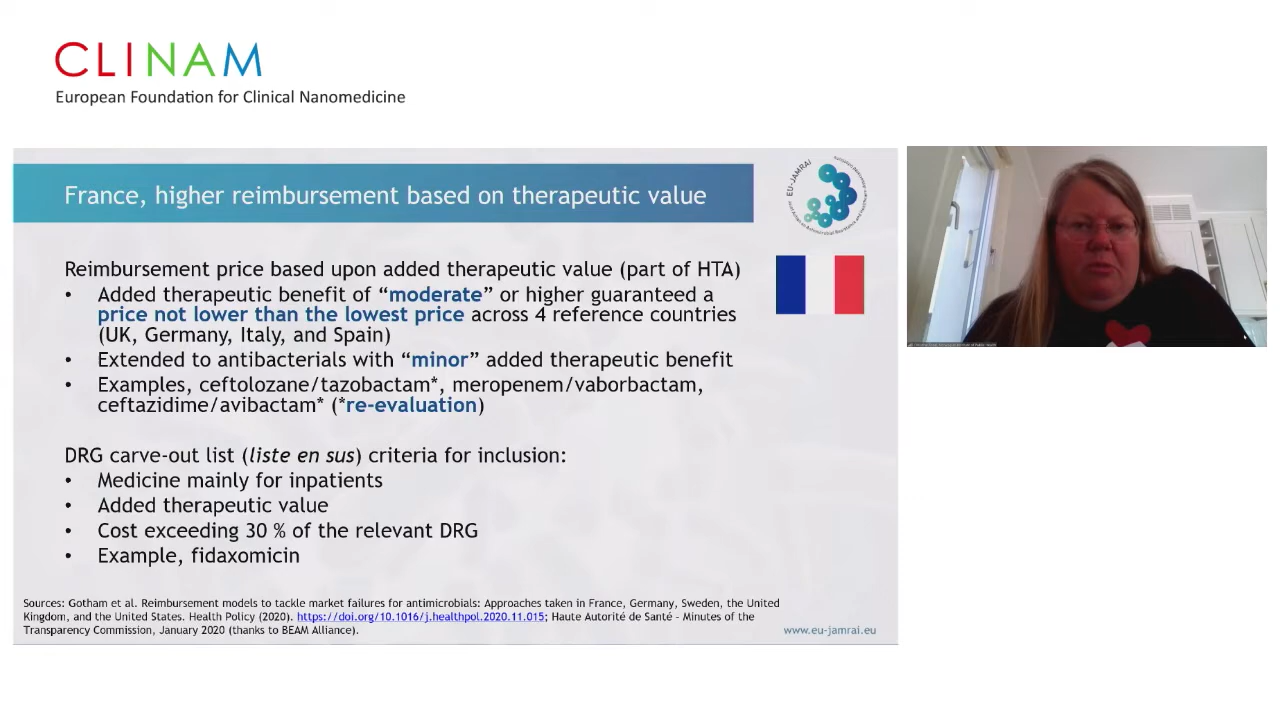 CLINAM
European Foundation for Clinical Nanomedicine
France, higher reimbursement based on therapeutic value
EU-JAMRAI
Reimbursement price based upon added therapeutic value (part of HTA)
• Added therapeutic benefit of “moderate” or higher guaranteed a
price not lower than the lowest price across 4 reference countries
(UK, Germany, Italy, and Spain)
• Extended to antibacterials with “minor” added therapeutic benefit
• Examples, ceftolozane/tazobactam*, meropenem/vaborbactam,
ceftazidime/avibactam* (*re-evaluation)
DRG carve-out list (liste en sus) criteria for inclusion:
• Medicine mainly for inpatients
• Added therapeutic value
• Cost exceeding 30 % of the relevant DRG
• Example, fidaxomicin
Sources: Gotham et al. Reimbursement models to tackle market failures for antimicrobials: Approaches taken in France, Germany, Sweden, the United
Kingdom, and the United States. Health Policy (2020). https://doi.org/10.1016/j.healthpol.2020.11.015; Haute Autorité de Santé - Minutes of the
Transparency Commission, January 2020 (thanks to BEAM Alliance).
www.eu-jamrai.eu